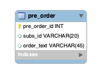 pre_order
pre_order_id INT
subs_id VARCHAR(20)
order_text VARCHAR(45)
Indexes